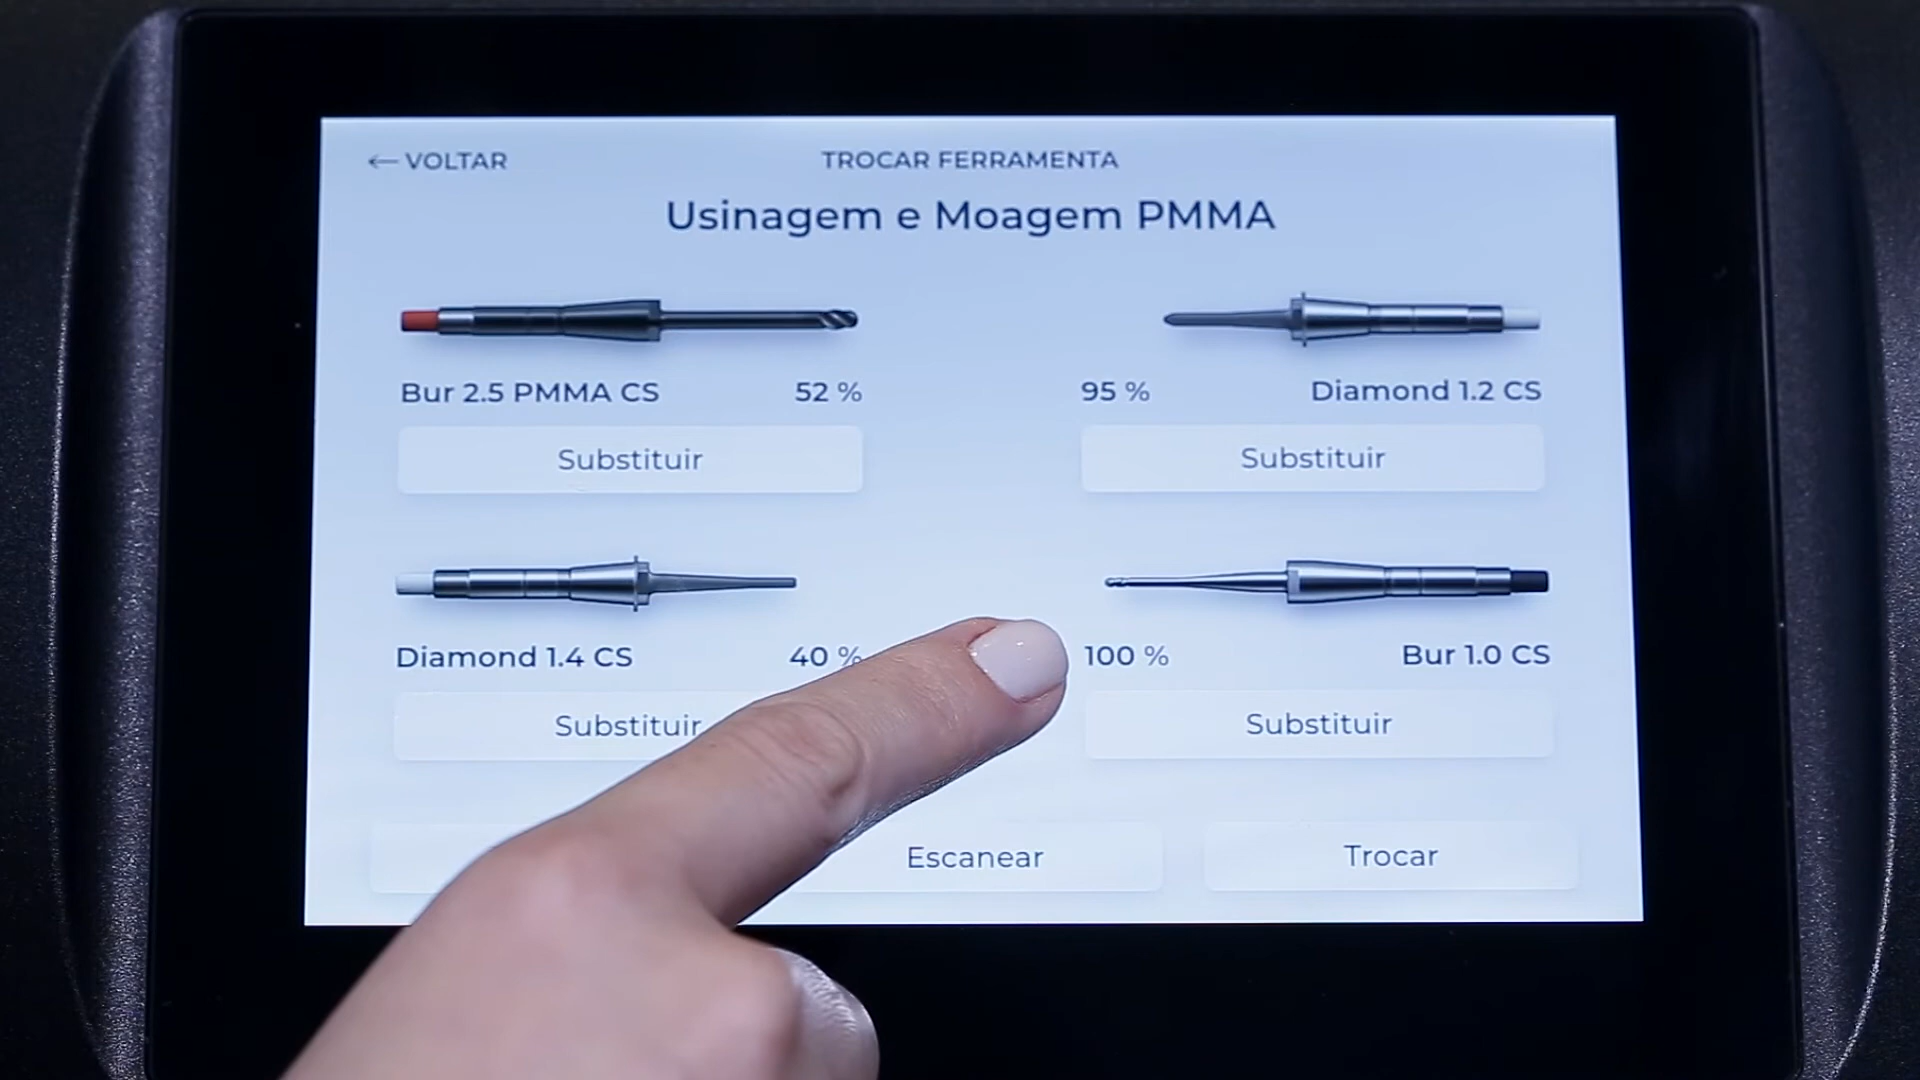 ← VOLTAR
TROCAR FERRAMENTA
Usinagem e Moagem PMMA
Bur 2.5 PMMA CS 52 %
95 % Diamond 1.2 CS
Substituir
Substituir
Diamond 1.4 CS 40 %
100 % Bur 1.0 CS
Substituir
Substituir
Escanear
Trocar